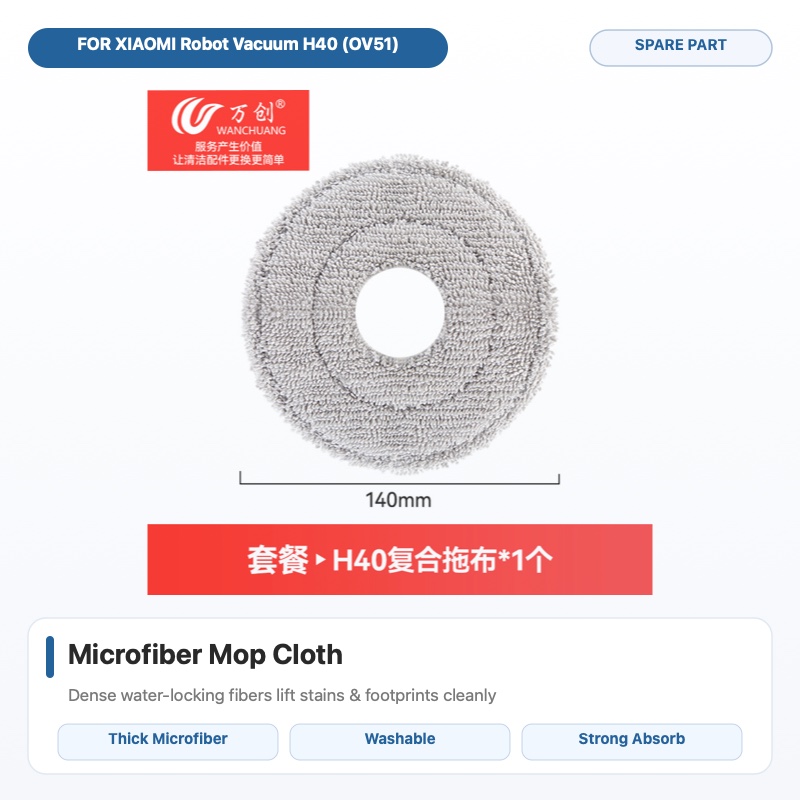 FOR XIAOMI Robot Vacuum H40 (OV51)
SPARE PART
万创®
WANCHUANG
服务产生价值
让清洁配件更换更简单
140mm
套餐▸H40复合拖布*1个
Microfiber Mop Cloth
Dense water-locking fibers lift stains & footprints cleanly
Thick Microfiber
Washable
Strong Absorb